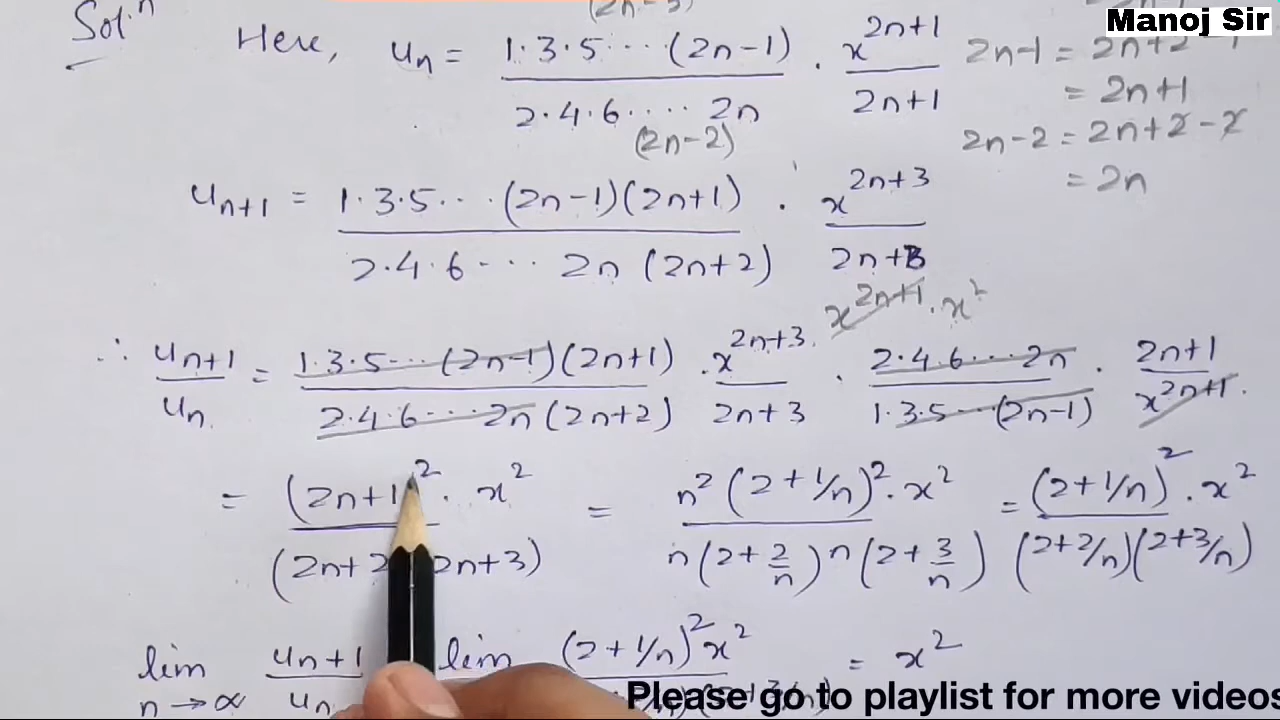 Manoj Sir
Solⁿ Here, uₙ = 1·3·5····(2n-1) / 2·4·6···· 2n · x^(2n+1) / 2n+1
2n-1 = 2n+2-1
= 2n+1
(2n-2)
2n-2 = 2n+2-2
= 2n
uₙ₊₁ = 1·3·5·· ··(2n-1)(2n+1) / 2·4·6···· 2n (2n+2) · x^(2n+3) / 2n+3
x^(2n+1)·x²
∴ uₙ₊₁ / uₙ = 1·3·5····(2n-1)(2n+1) / 2·4·6···2n(2n+2) · x^(2n+3) / 2n+3 · 2·4·6···2n / 1·3·5···(2n-1) · 2n+1 / x^(2n+1)
= (2n+1)²· x² / (2n+2 2n+3) = n²(2+1/n)²·x² / n(2+2/n) n(2+3/n) = (2+1/n)²·x² / (2+2/n)(2+3/n)
lim n→∞ uₙ₊₁ / uₙ lim (2+1/n)²x² = x²
Please go to playlist for more videos